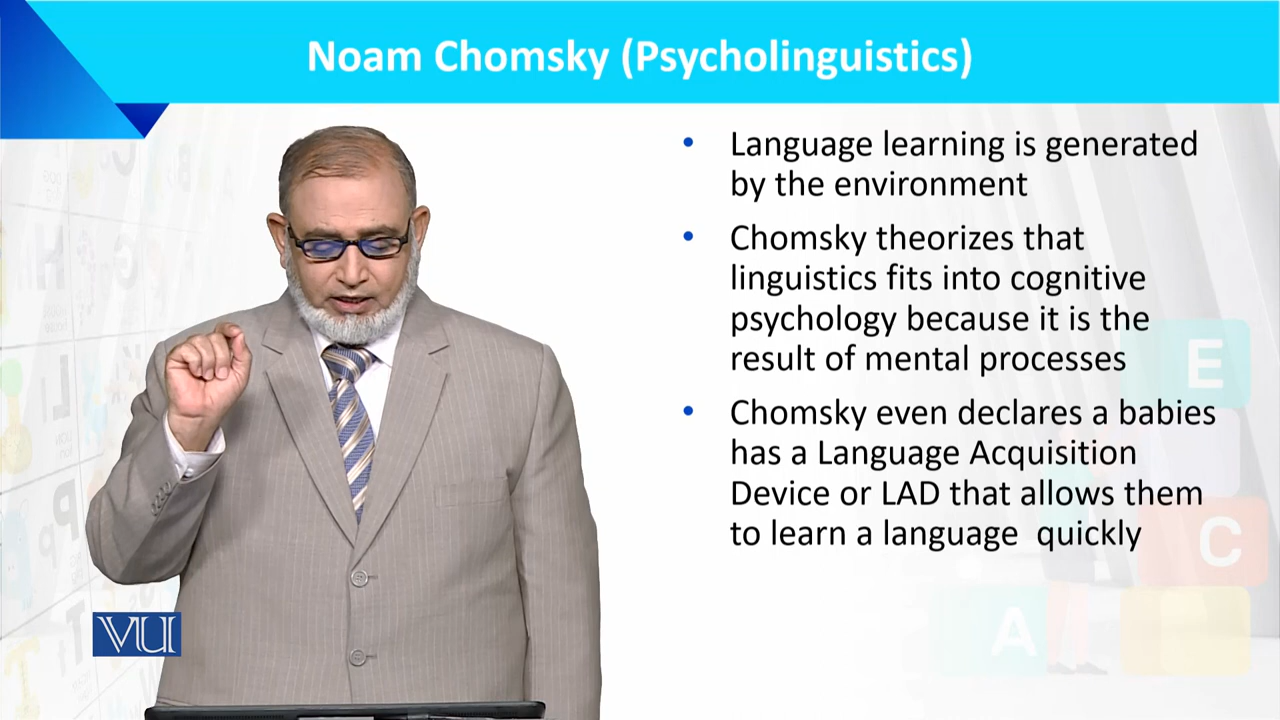 Noam Chomsky (Psycholinguistics)
• Language learning is generated
by the environment
• Chomsky theorizes that
linguistics fits into cognitive
psychology because it is the
result of mental processes
• Chomsky even declares a babies
has a Language Acquisition
Device or LAD that allows them
to learn a language  quickly
E
C
A
VU